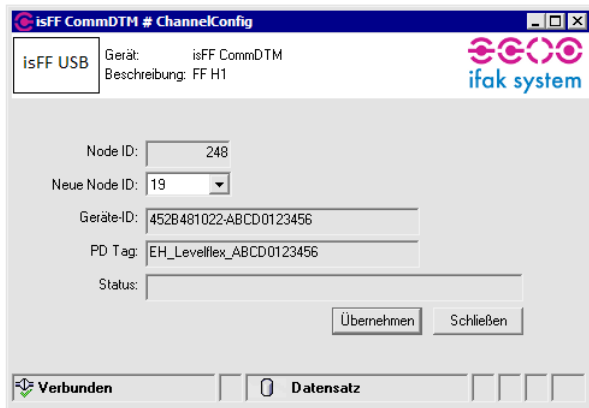 isFF CommDTM # ChannelConfig
isFF USB
Gerät: isFF CommDTM
Beschreibung: FF H1
ifak system
Node ID: 248
Neue Node ID: 19
Geräte-ID: 452B481022-ABCD0123456
PD Tag: EH_Levelflex_ABCD0123456
Status:
Übernehmen Schließen
Verbunden Datensatz